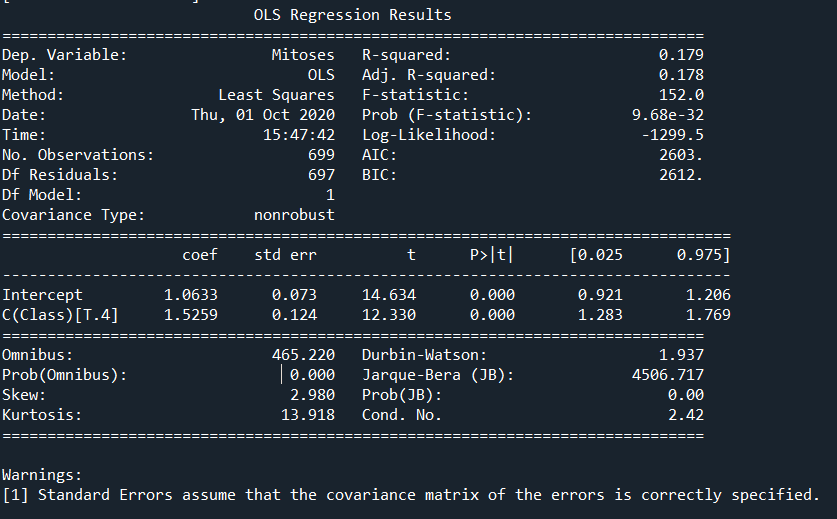 OLS Regression Results
==============================================================================
Dep. Variable:                Mitoses   R-squared:                       0.179
Model:                            OLS   Adj. R-squared:                  0.178
Method:                 Least Squares   F-statistic:                     152.0
Date:                Thu, 01 Oct 2020   Prob (F-statistic):           9.68e-32
Time:                        15:47:42   Log-Likelihood:                -1299.5
No. Observations:                 699   AIC:                             2603.
Df Residuals:                     697   BIC:                             2612.
Df Model:                           1
Covariance Type:            nonrobust
=================================================================================
                    coef    std err          t      P>|t|      [0.025      0.975]
---------------------------------------------------------------------------------
Intercept         1.0633      0.073     14.634      0.000       0.921       1.206
C(Class)[T.4]     1.5259      0.124     12.330      0.000       1.283       1.769
==============================================================================
Omnibus:                      465.220   Durbin-Watson:                   1.937
Prob(Omnibus):                  0.000   Jarque-Bera (JB):             4506.717
Skew:                           2.980   Prob(JB):                         0.00
Kurtosis:                      13.918   Cond. No.                         2.42
==============================================================================
Warnings:
[1] Standard Errors assume that the covariance matrix of the errors is correctly specified.